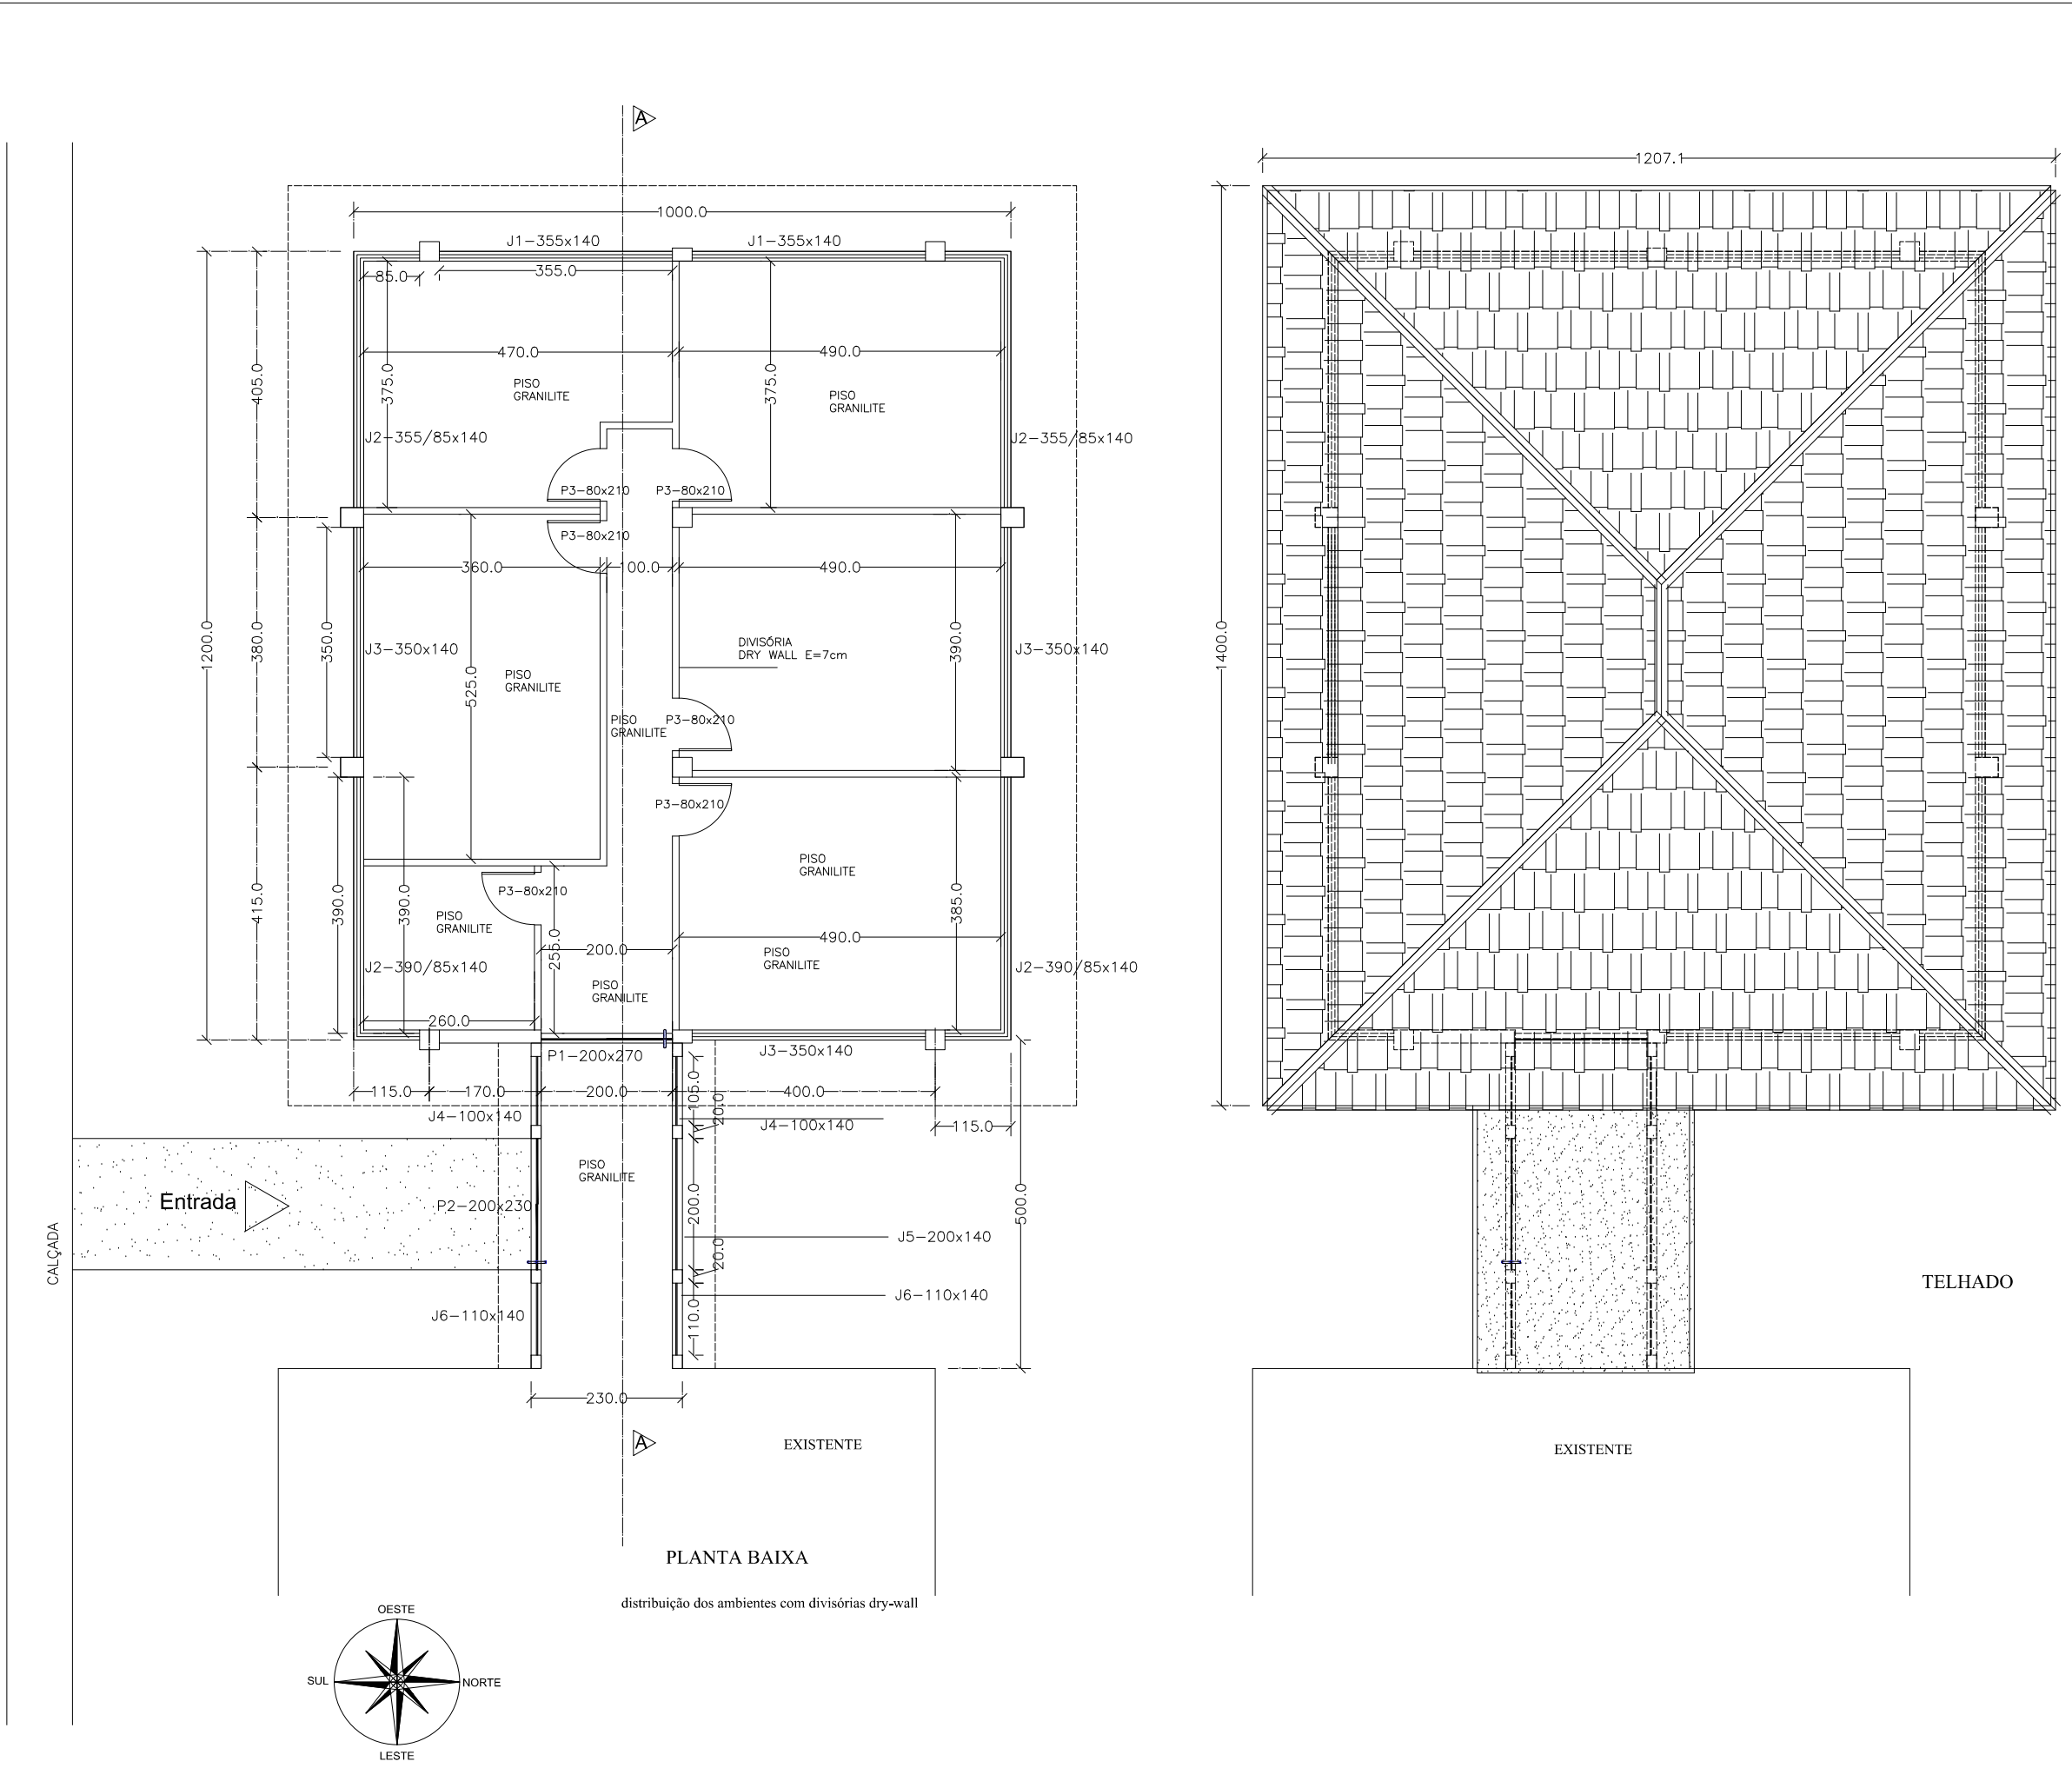 A
1207.1
1000.0
J1-355x140
J1-355x140
85.0
355.0
470.0
490.0
405.0
375.0
375.0
PISO
GRANILITE
PISO
GRANILITE
J2-355/85x140
J2-355/85x140
P3-80x210
P3-80x210
P3-80x210
360.0
100.0
490.0
1200.0
380.0
350.0
J3-350x140
525.0
PISO
GRANILITE
DIVISÓRIA
DRY WALL E=7cm
390.0
J3-350x140
1400.0
PISO
GRANILITE
P3-80x210
P3-80x210
PISO
GRANILITE
P3-80x210
415.0
390.0
390.0
385.0
PISO
GRANILITE
255.0
200.0
490.0
PISO
GRANILITE
J2-390/85x140
J2-390/85x140
PISO
GRANILITE
260.0
P1-200x270
J3-350x140
115.0
170.0
200.0
105.0
400.0
20.0
J4-100x140
J4-100x140
115.0
PISO
GRANILITE
Entrada
P2-200x230
200.0
500.0
CALÇADA
20.0
J5-200x140
J6-110x140
J6-110x140
110.0
TELHADO
230.0
A
EXISTENTE
EXISTENTE
PLANTA BAIXA
distribuição dos ambientes com divisórias dry-wall
OESTE
SUL
NORTE
LESTE